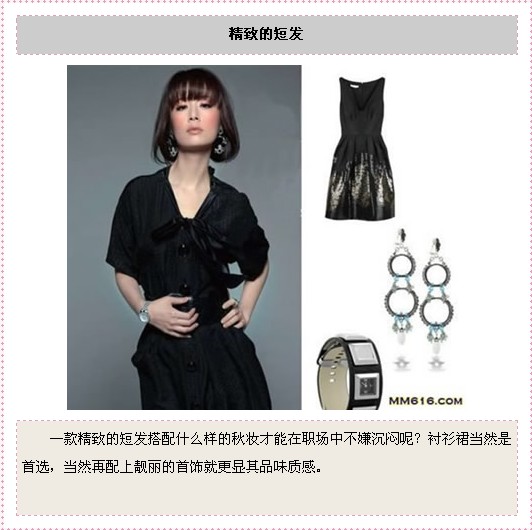 精致的短发
MM616.COM
一款精致的短发搭配什么样的秋妆才能在职场中不嫌沉闷呢？衬衫裙当然是
首选，当然再配上靓丽的首饰就更显其品味质感。